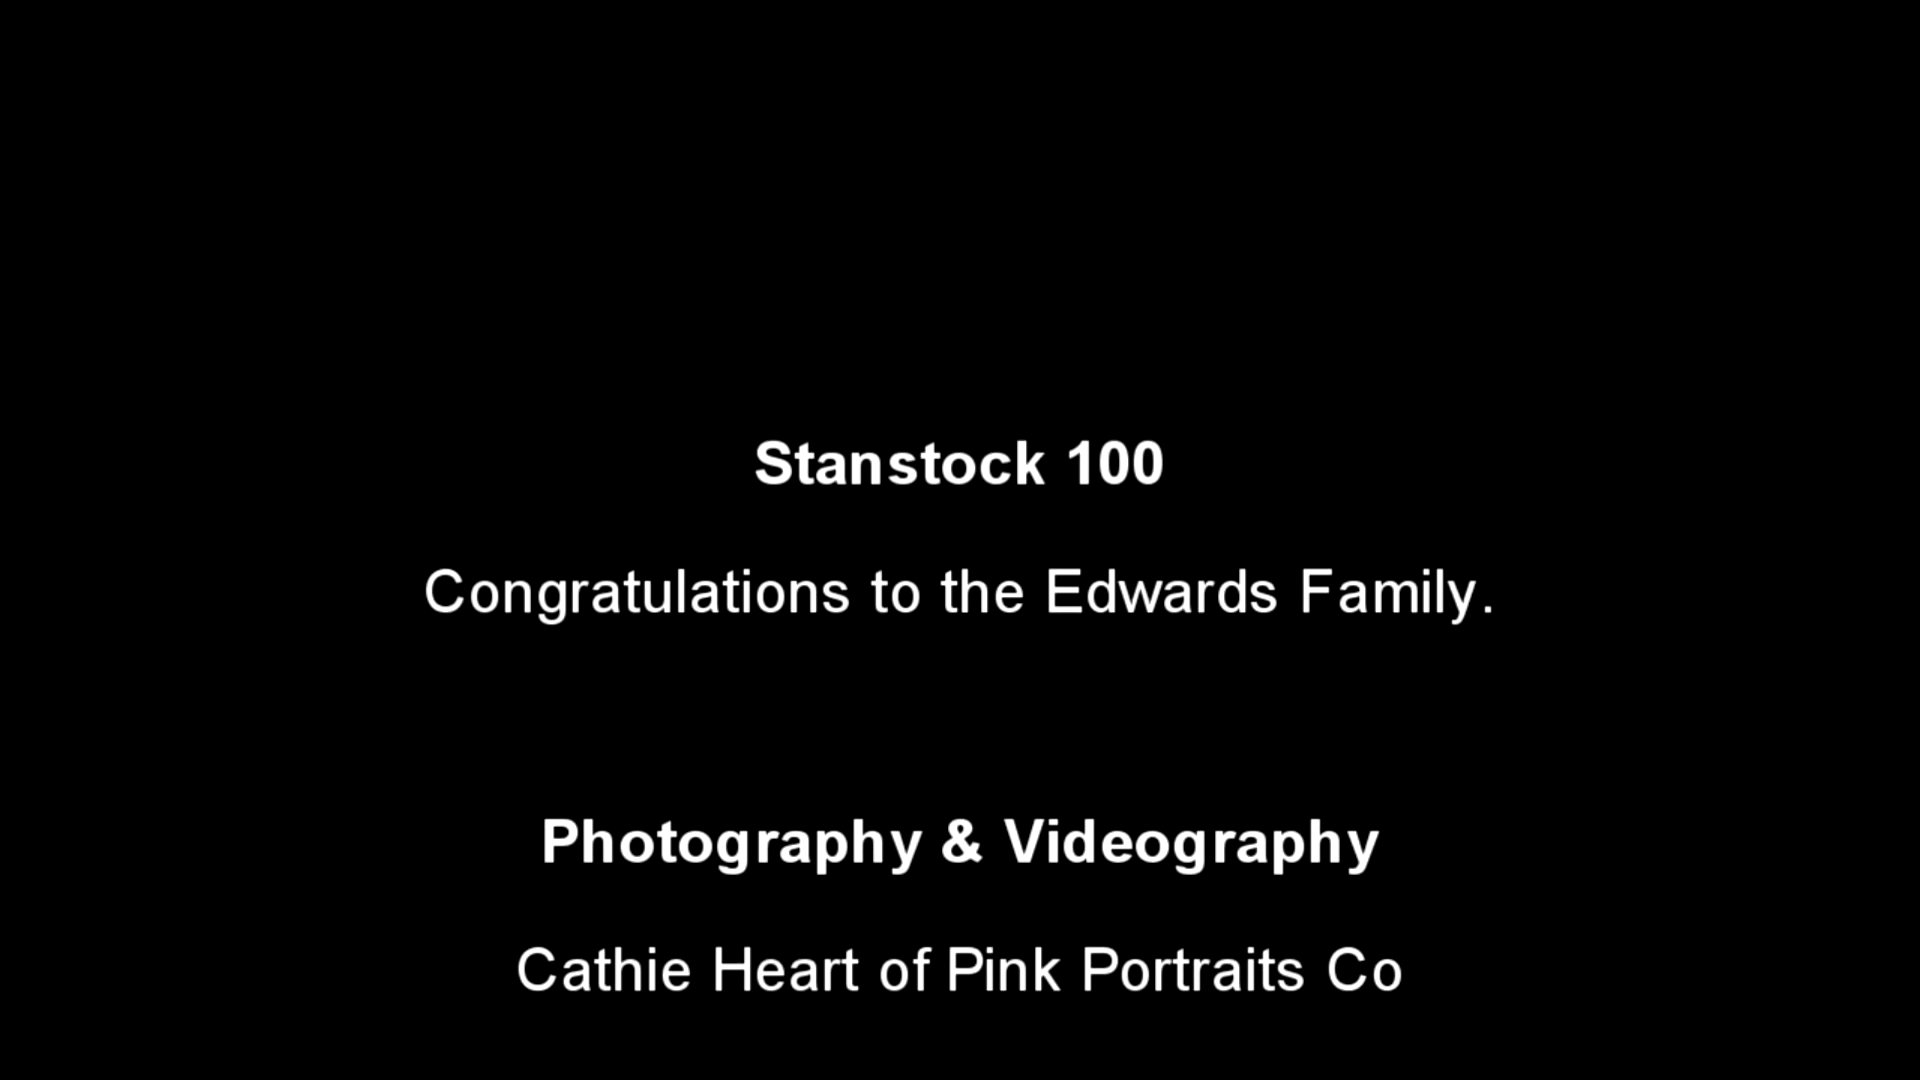 Stanstock 100
Congratulations to the Edwards Family.
Photography & Videography
Cathie Heart of Pink Portraits Co